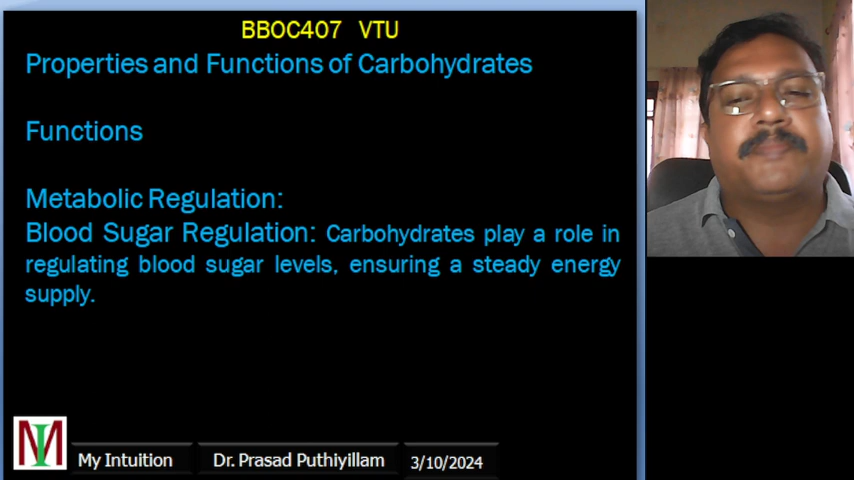 BBOC407 VTU
Properties and Functions of Carbohydrates
Functions
Metabolic Regulation:
Blood Sugar Regulation: Carbohydrates play a role in
regulating blood sugar levels, ensuring a steady energy
supply.
MI
My Intuition
Dr. Prasad Puthiyillam
3/10/2024